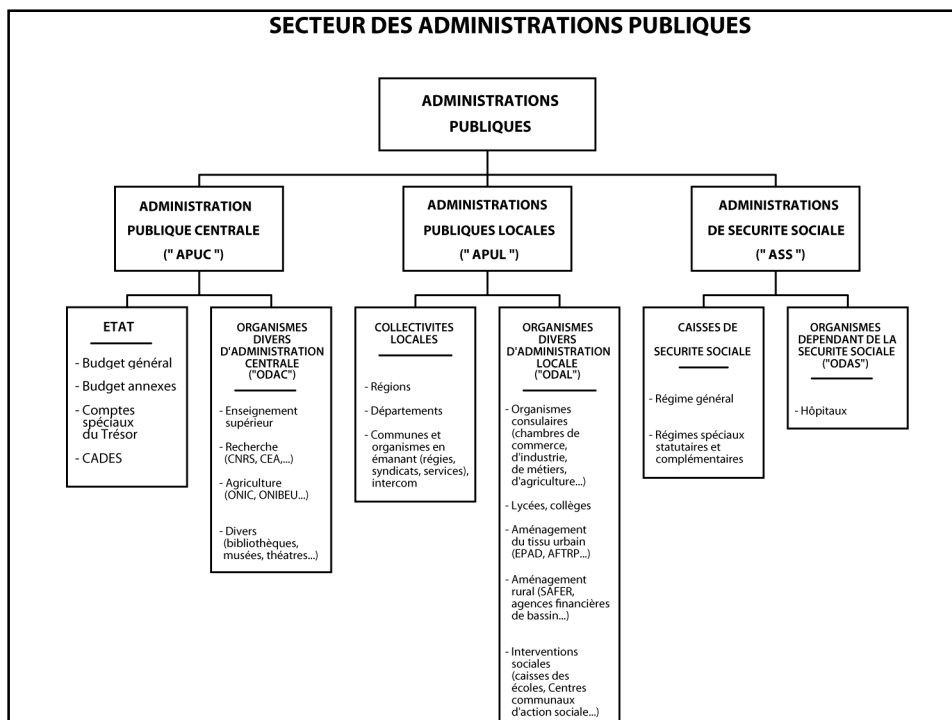 SECTEUR DES ADMINISTRATIONS PUBLIQUES
ADMINISTRATIONS
PUBLIQUES
ADMINISTRATION
PUBLIQUE CENTRALE
(" APUC ")
ADMINISTRATIONS
PUBLIQUES LOCALES
(" APUL ")
ADMINISTRATIONS
DE SECURITE SOCIALE
(" ASS ")
ETAT
- Budget général
- Budget annexes
- Comptes
spéciaux
du Trésor
- CADES
ORGANISMES
DIVERS
D'ADMINISTRATION
CENTRALE
("ODAC")
- Enseignement
supérieur
- Recherche
(CNRS, CEA,...)
- Agriculture
(ONIC, ONIBEU...)
- Divers
(bibliothèques,
musées, théatres...)
COLLECTIVITES
LOCALES
- Régions
- Départements
- Communes et
organismes en
émanant (régies,
syndicats, services),
intercom
ORGANISMES
DIVERS
D'ADMINISTRATION
LOCALE
("ODAL")
- Organismes
consulaires
(chambres de
commerce,
d'industrie,
de métiers,
d'agriculture...)
- Lycées, collèges
- Aménagement
du tissu urbain
(EPAD, AFTRP...)
- Aménagement
rural (SAFER,
agences financières
de bassin...)
- Interventions
sociales
(caisses des
écoles, Centres
communaux
d'action sociale...)
CAISSES DE
SECURITE SOCIALE
- Régime général
- Régimes spéciaux
statutaires et
complémentaires
ORGANISMES
DEPENDANT DE LA
SECURITE SOCIALE
("ODAS")
- Hôpitaux